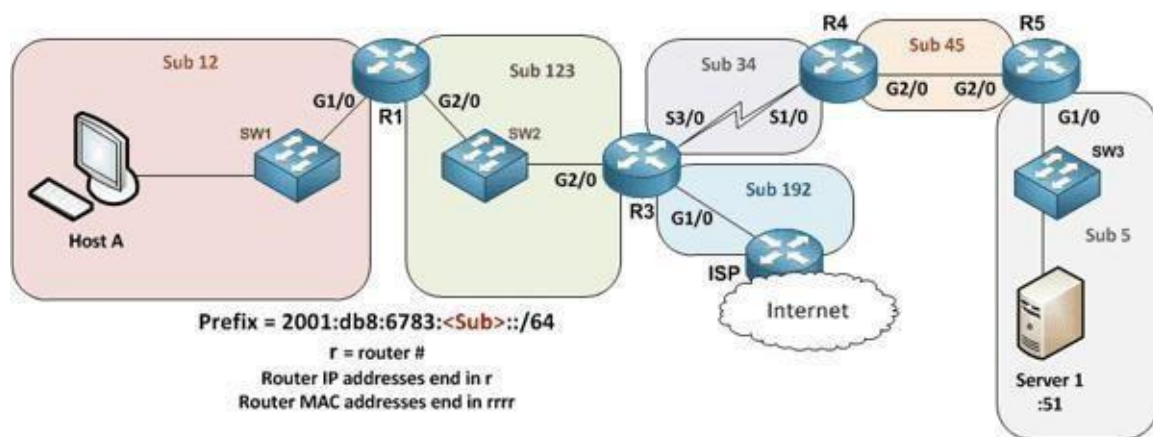 Sub 12
G1/0
SW1
Host A
R1
Sub 123
G2/0
SW2
G2/0
R3
Sub 34
S3/0
S1/0
R4
Sub 45
G2/0
G2/0
R5
G1/0
SW3
Sub 5
Server 1
:51
Sub 192
G1/0
ISP
Internet
Prefix = 2001:db8:6783:<Sub>::/64
r = router #
Router IP addresses end in r
Router MAC addresses end in rrrr